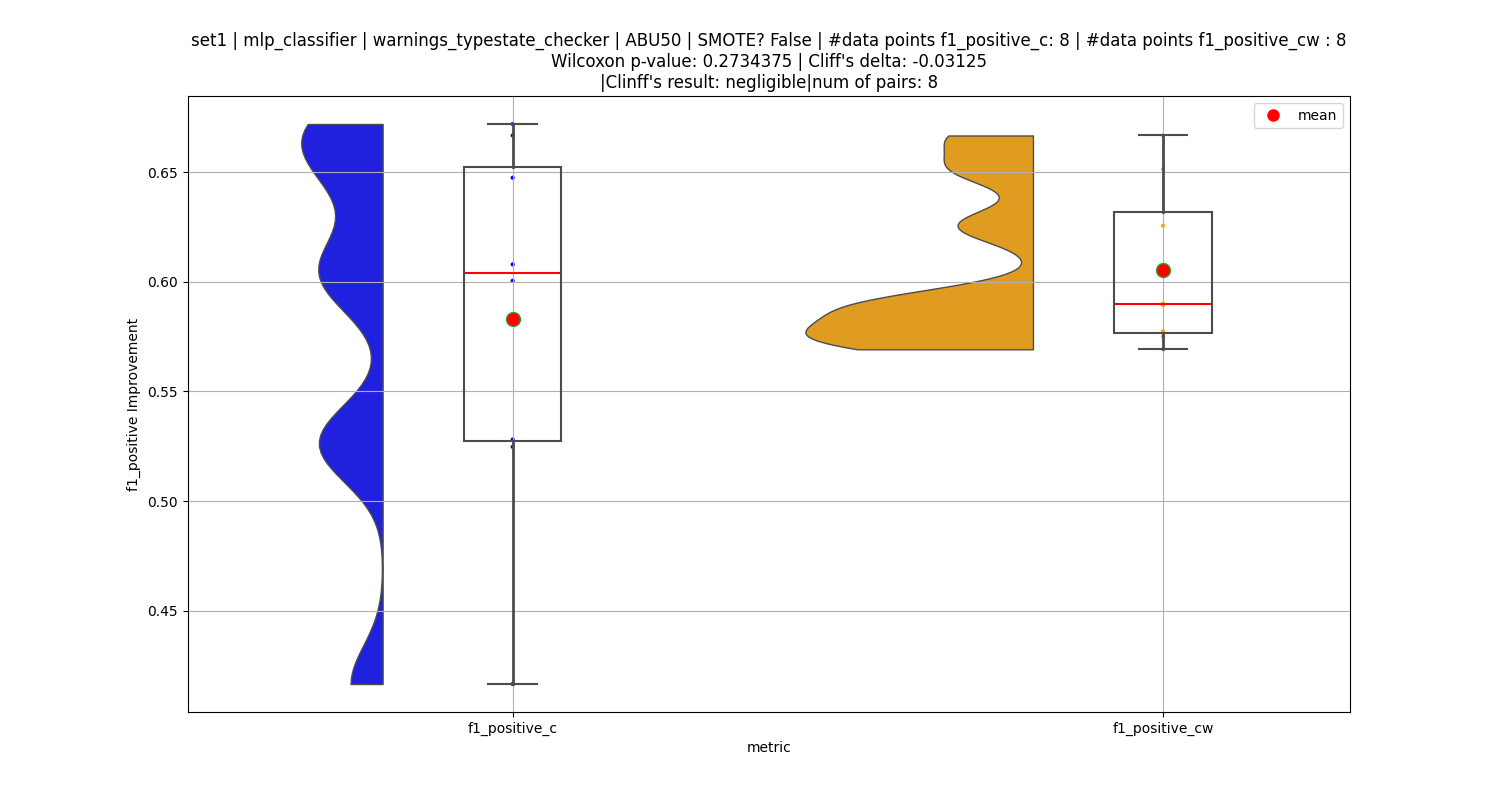 set1 | mlp_classifier | warnings_typestate_checker | ABU50 | SMOTE? False | #data points f1_positive_c: 8 | #data points f1_positive_cw : 8
Wilcoxon p-value: 0.2734375 | Cliff's delta: -0.03125
|Clinff's result: negligible|num of pairs: 8
mean
0.65
0.60
0.55
0.50
0.45
f1_positive Improvement
f1_positive_c
f1_positive_cw
metric